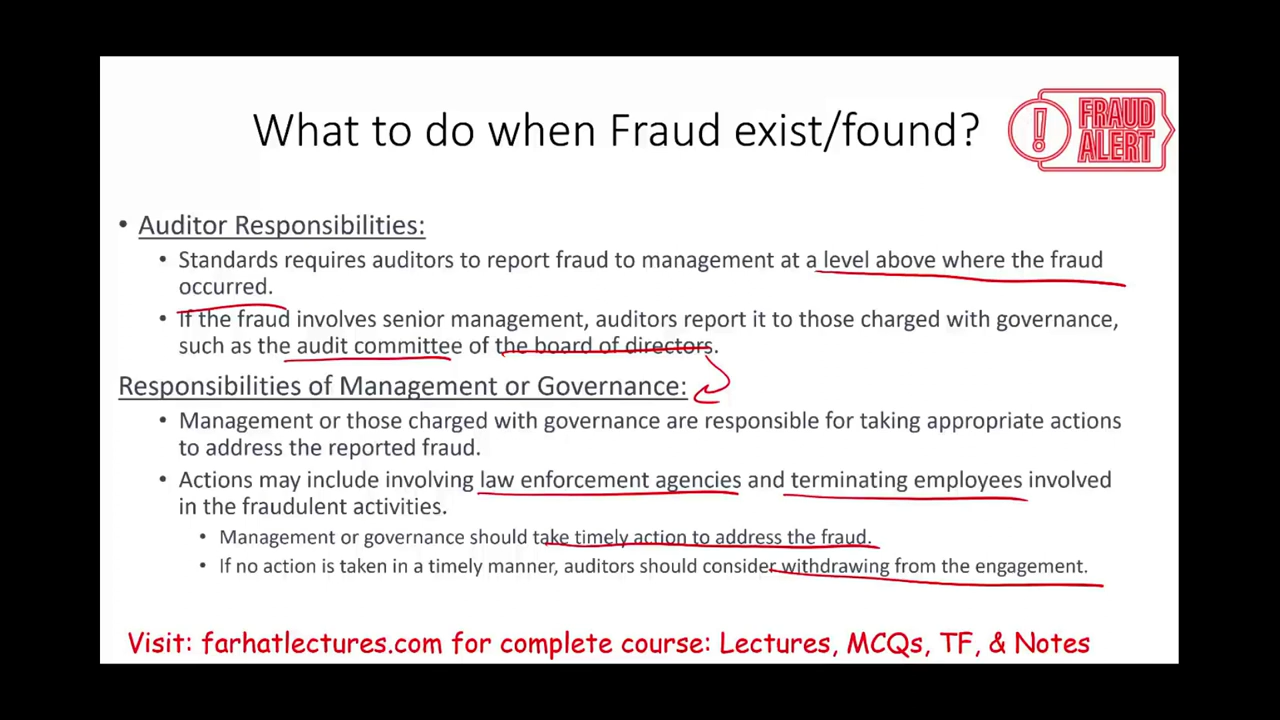 What to do when Fraud exist/found?
FRAUD
ALERT
• Auditor Responsibilities:
• Standards requires auditors to report fraud to management at a level above where the fraud
occurred.
• If the fraud involves senior management, auditors report it to those charged with governance,
such as the audit committee of the board of directors.
Responsibilities of Management or Governance:
• Management or those charged with governance are responsible for taking appropriate actions
to address the reported fraud.
• Actions may include involving law enforcement agencies and terminating employees involved
in the fraudulent activities.
• Management or governance should take timely action to address the fraud.
• If no action is taken in a timely manner, auditors should consider withdrawing from the engagement.
Visit: farhatlectures.com for complete course: Lectures, MCQs, TF, & Notes